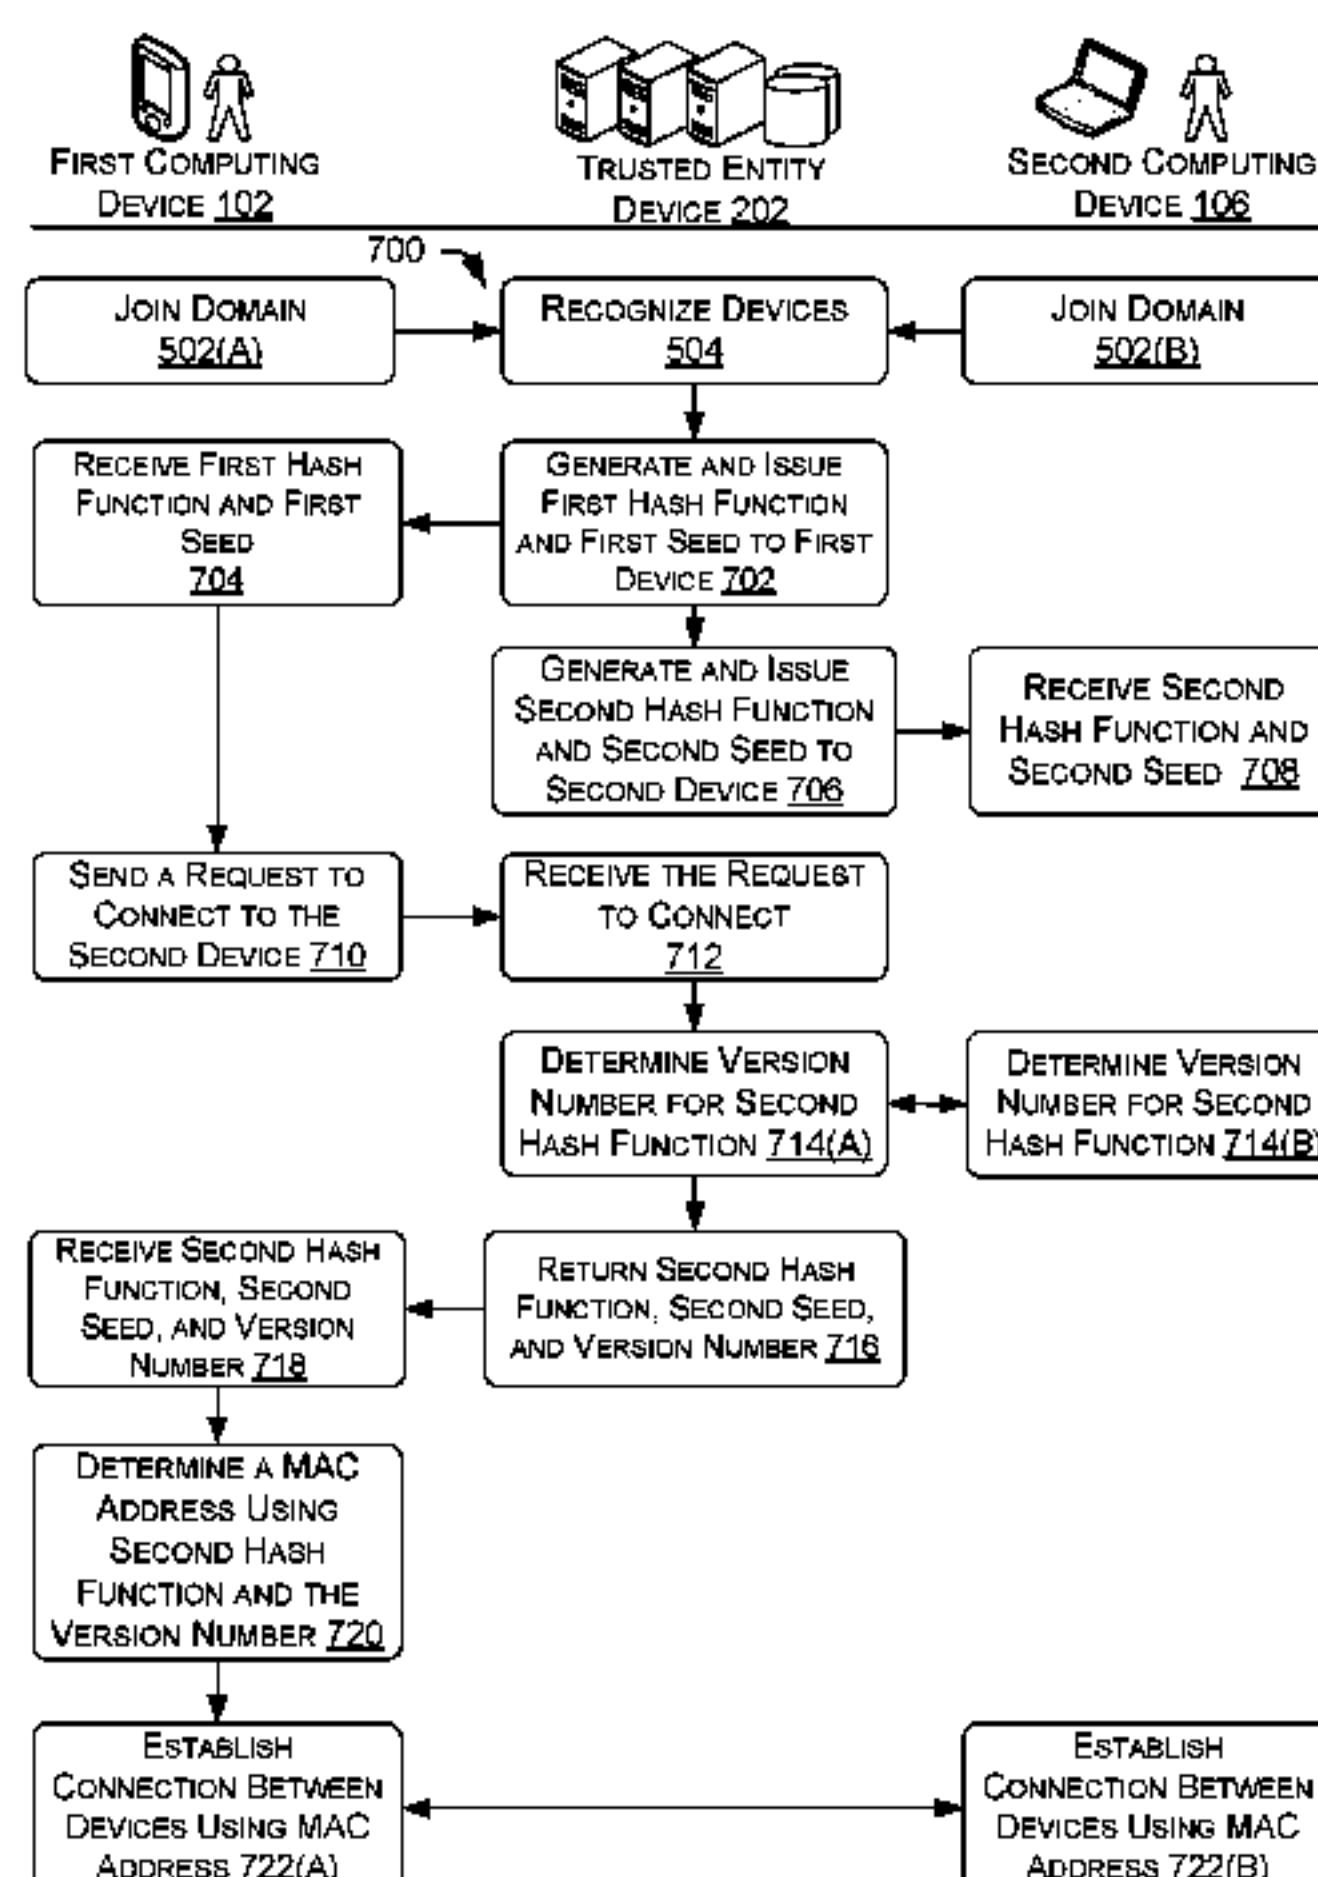 FIRST COMPUTING
DEVICE 102
TRUSTED ENTITY
DEVICE 202
SECOND COMPUTING
DEVICE 106
700
JOIN DOMAIN
502(A)
RECOGNIZE DEVICES
504
JOIN DOMAIN
502(B)
RECEIVE FIRST HASH
FUNCTION AND FIRST
SEED
704
GENERATE AND ISSUE
FIRST HASH FUNCTION
AND FIRST SEED TO FIRST
DEVICE 702
GENERATE AND ISSUE
SECOND HASH FUNCTION
AND SECOND SEED TO
SECOND DEVICE 706
RECEIVE SECOND
HASH FUNCTION AND
SECOND SEED 708
SEND A REQUEST TO
CONNECT TO THE
SECOND DEVICE 710
RECEIVE THE REQUEST
TO CONNECT
712
DETERMINE VERSION
NUMBER FOR SECOND
HASH FUNCTION 714(A)
DETERMINE VERSION
NUMBER FOR SECOND
HASH FUNCTION 714(B)
RECEIVE SECOND HASH
FUNCTION, SECOND
SEED, AND VERSION
NUMBER 718
RETURN SECOND HASH
FUNCTION, SECOND SEED,
AND VERSION NUMBER 716
DETERMINE A MAC
ADDRESS USING
SECOND HASH
FUNCTION AND THE
VERSION NUMBER 720
ESTABLISH
CONNECTION BETWEEN
DEVICES USING MAC
ADDRESS 722(A)
ESTABLISH
CONNECTION BETWEEN
DEVICES USING MAC
ADDRESS 722(B)